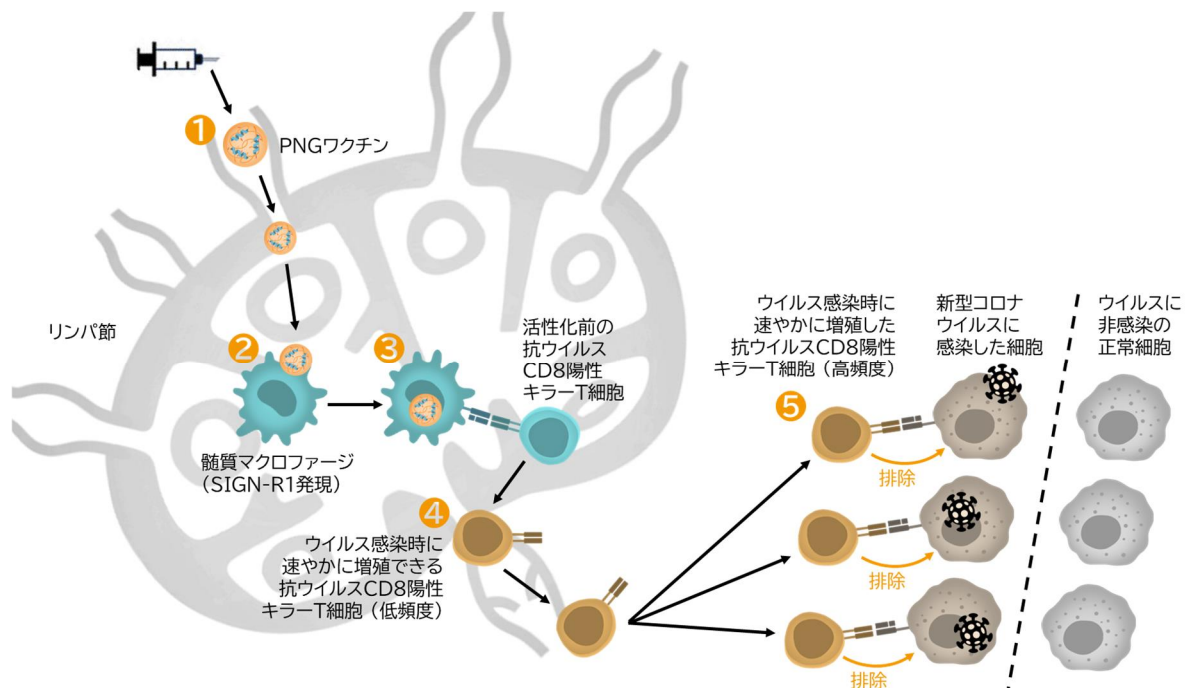 1
PNGワクチン
リンパ節
2
髄質マクロファージ
（SIGN-R1発現）
3
活性化前の
抗ウイルス
CD8陽性
キラーT細胞
4
ウイルス感染時に
速やかに増殖できる
抗ウイルスCD8陽性
キラーT細胞（低頻度）
ウイルス感染時に
速やかに増殖した
抗ウイルスCD8陽性
キラーT細胞（高頻度）
5
新型コロナ
ウイルスに
感染した細胞
ウイルスに
非感染の
正常細胞
排除
排除
排除